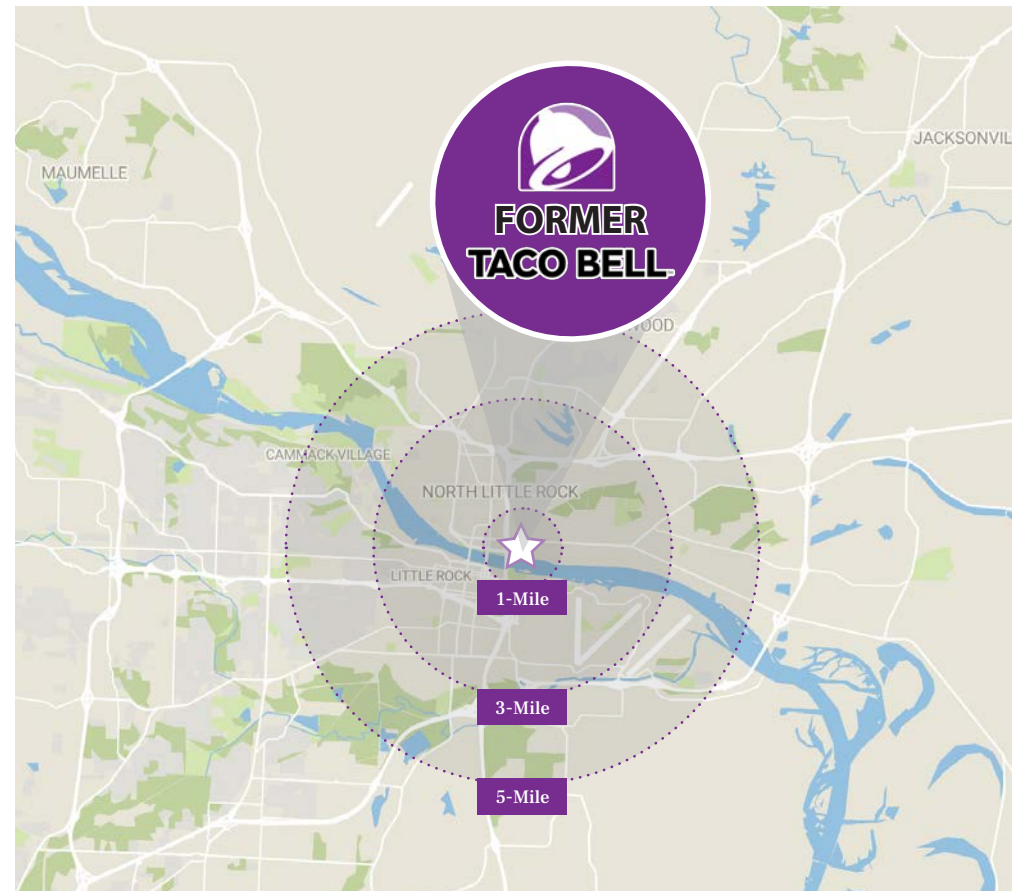 JACKSONVIL
MAUMELLE
FORMER
TACO BELL
WOOD
CAMMACK VILLAGE
NORTH LITTLE ROCK
LITTLE ROCK
1-Mile
3-Mile
5-Mile